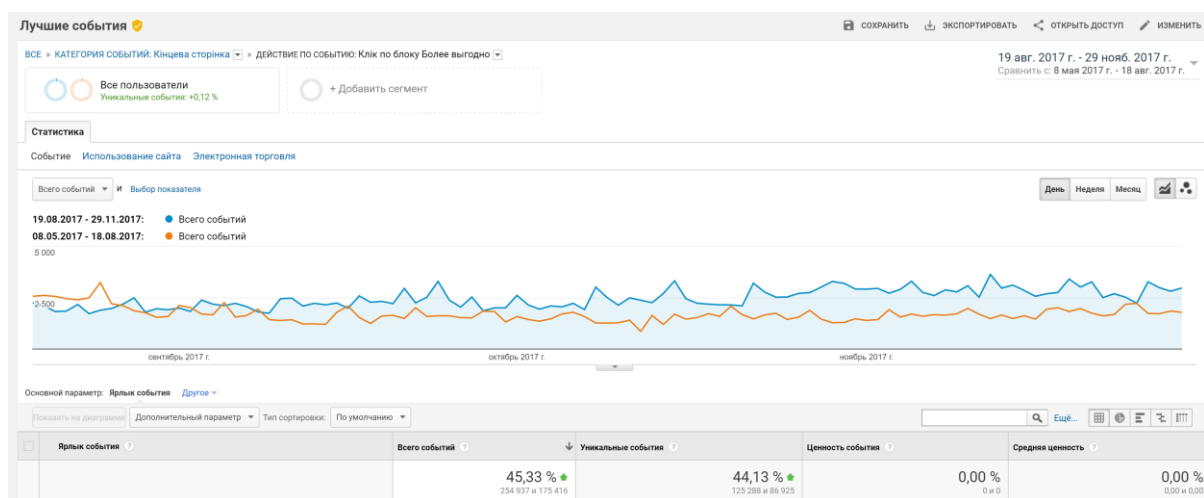 Лучшие события
СОХРАНИТЬ ЭКСПОРТИРОВАТЬ ОТКРЫТЬ ДОСТУП ИЗМЕНИТЬ
ВСЕ » КАТЕГОРИЯ СОБЫТИЙ: Кінцева сторінка » ДЕЙСТВИЕ ПО СОБЫТИЮ: Клік по блоку Более выгодно
19 авг. 2017 г. - 29 нояб. 2017 г.
Сравнить с: 8 мая 2017 г. - 18 авг. 2017 г.
Все пользователи
Уникальные события: +0,12 %
+ Добавить сегмент
Статистика
Событие Использование сайта Электронная торговля
Всего событий и Выбор показателя
День Неделя Месяц
19.08.2017 - 29.11.2017: Всего событий
08.05.2017 - 18.08.2017: Всего событий
5 000
2 500
сентябрь 2017 г. октябрь 2017 г. ноябрь 2017 г.
Основной параметр: Ярлык события Другое
Показать на диаграмме Дополнительный параметр Тип сортировки: По умолчанию Ещё...
Ярлык события ? Всего событий ? Уникальные события ? Ценность события ? Средняя ценность ?
45,33 % 44,13 % 0,00 % 0,00 %
254 937 и 175 416 125 288 и 86 925 0 и 0 0,00 и 0,00